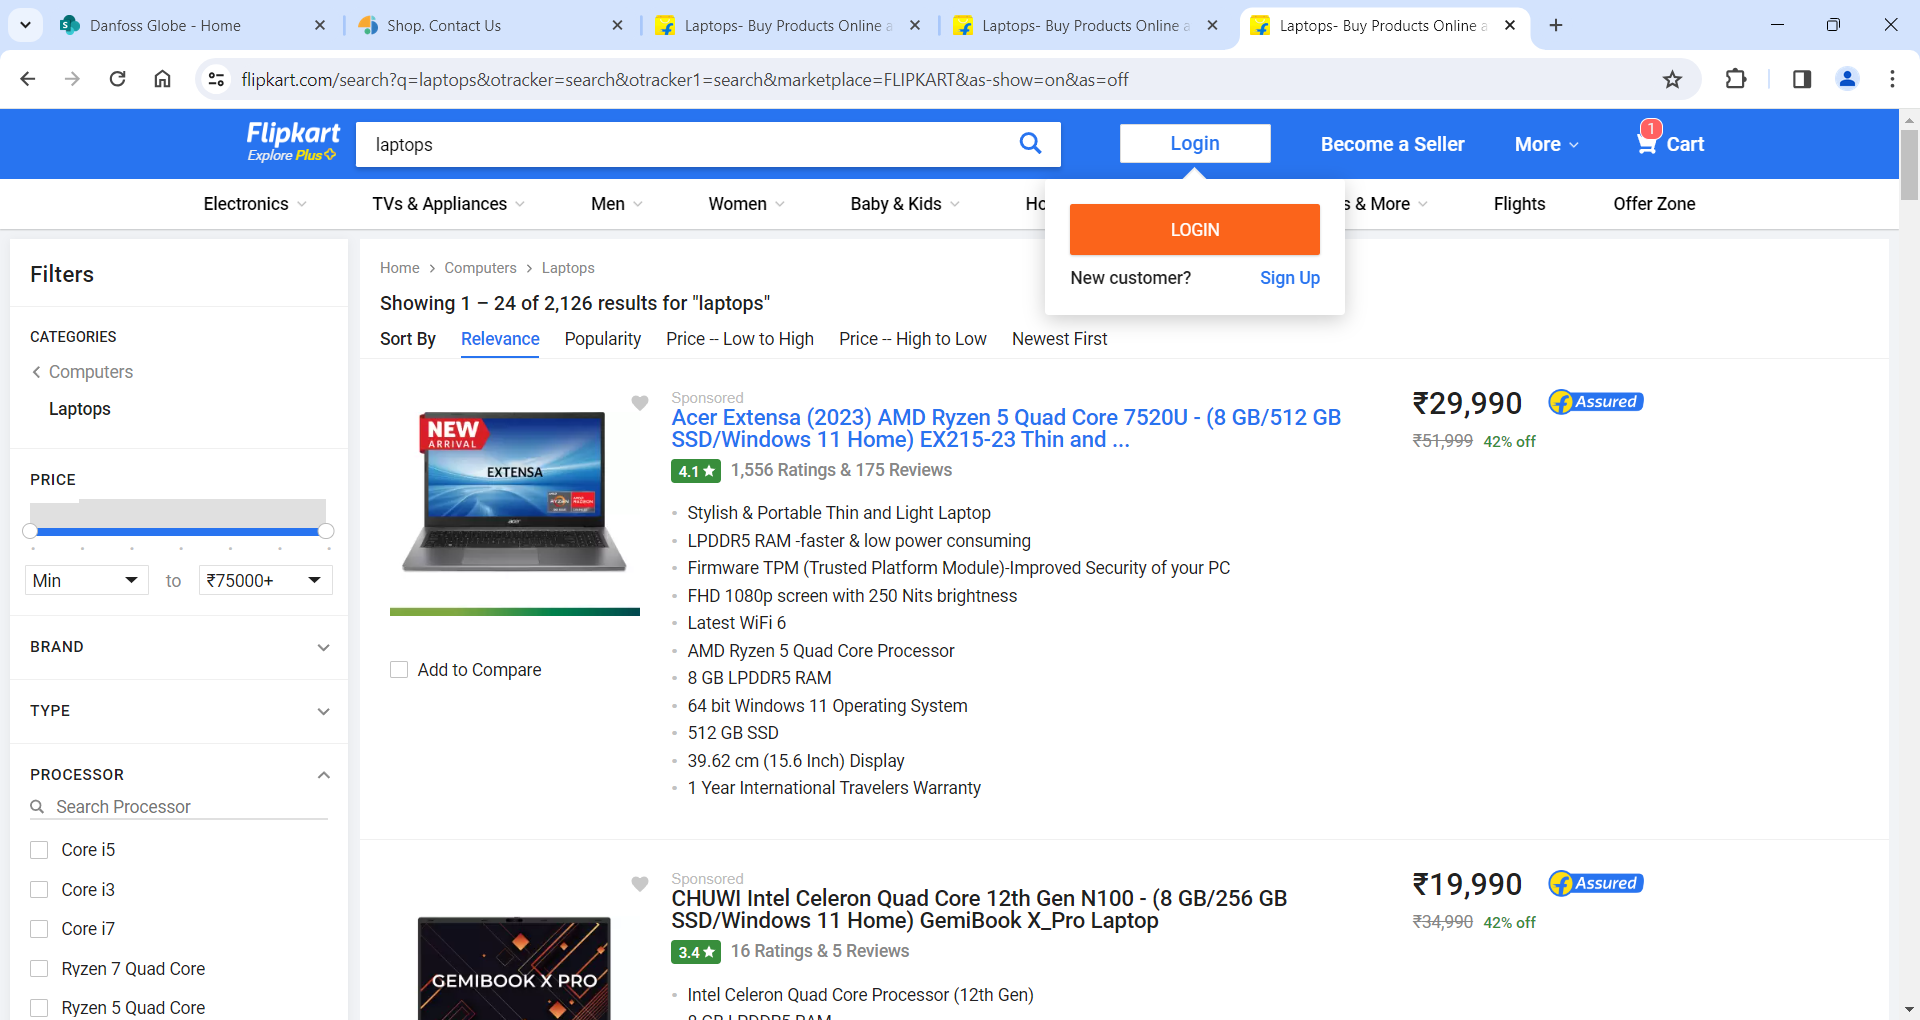 Danfoss Globe - Home
Shop. Contact Us
Laptops- Buy Products Online a
Laptops- Buy Products Online a
Laptops- Buy Products Online a
flipkart.com/search?q=laptops&otracker=search&otracker1=search&marketplace=FLIPKART&as-show=on&as=off
Flipkart
Explore Plus
laptops
Login
Become a Seller
More
1
Cart
Electronics
TVs & Appliances
Men
Women
Baby & Kids
Ho
s & More
Flights
Offer Zone
LOGIN
New customer?
Sign Up
Filters
CATEGORIES
Computers
Laptops
PRICE
Min
to
₹75000+
BRAND
TYPE
PROCESSOR
Search Processor
Core i5
Core i3
Core i7
Ryzen 7 Quad Core
Ryzen 5 Quad Core
Home
Computers
Laptops
Showing 1 – 24 of 2,126 results for "laptops"
Sort By
Relevance
Popularity
Price -- Low to High
Price -- High to Low
Newest First
NEW
ARRIVAL
EXTENSA
acer
Add to Compare
Sponsored
Acer Extensa (2023) AMD Ryzen 5 Quad Core 7520U - (8 GB/512 GB
SSD/Windows 11 Home) EX215-23 Thin and ...
4.1
1,556 Ratings & 175 Reviews
Stylish & Portable Thin and Light Laptop
LPDDR5 RAM -faster & low power consuming
Firmware TPM (Trusted Platform Module)-Improved Security of your PC
FHD 1080p screen with 250 Nits brightness
Latest WiFi 6
AMD Ryzen 5 Quad Core Processor
8 GB LPDDR5 RAM
64 bit Windows 11 Operating System
512 GB SSD
39.62 cm (15.6 Inch) Display
1 Year International Travelers Warranty
₹29,990
Assured
₹51,999
42% off
GEMIBOOK X PRO
Sponsored
CHUWI Intel Celeron Quad Core 12th Gen N100 - (8 GB/256 GB
SSD/Windows 11 Home) GemiBook X_Pro Laptop
3.4
16 Ratings & 5 Reviews
Intel Celeron Quad Core Processor (12th Gen)
8 GB LPDDR5 RAM
₹19,990
Assured
₹34,990
42% off